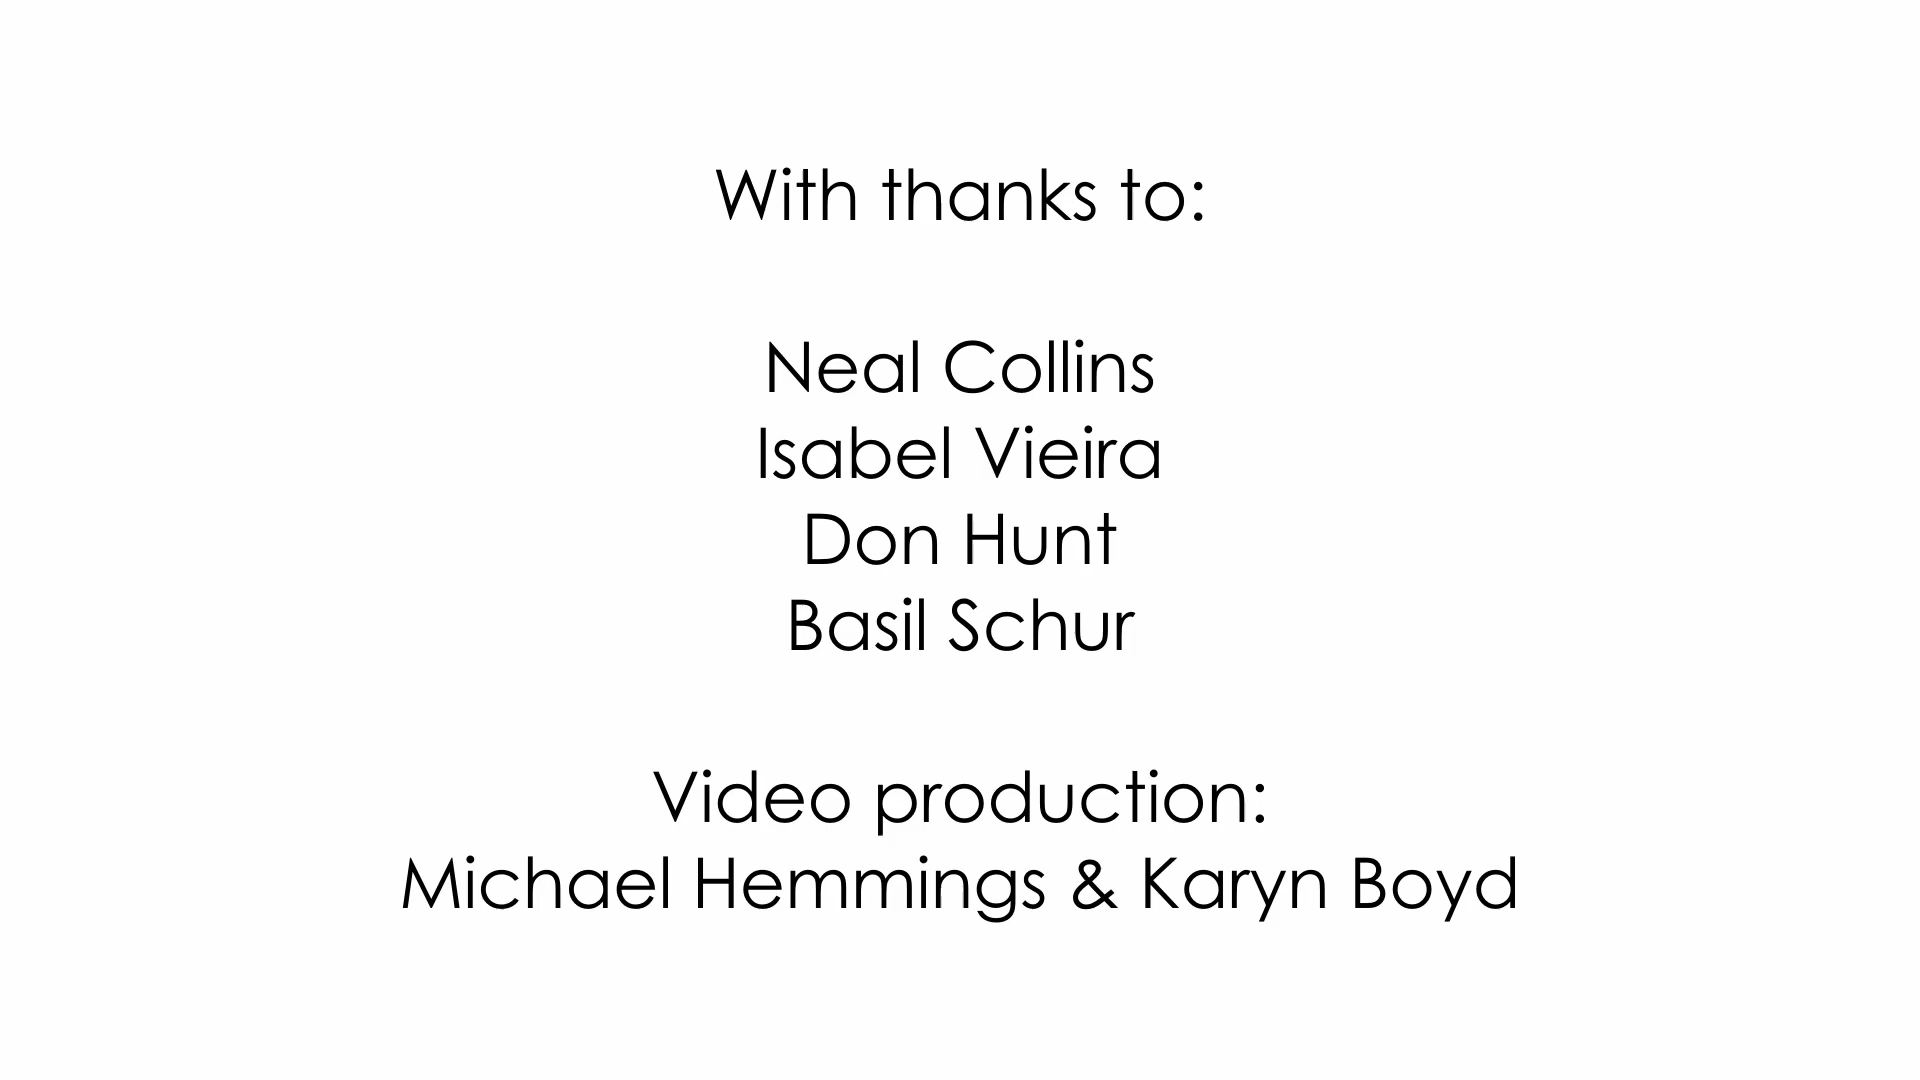 With thanks to:
Neal Collins
Isabel Vieira
Don Hunt
Basil Schur
Video production:
Michael Hemmings & Karyn Boyd